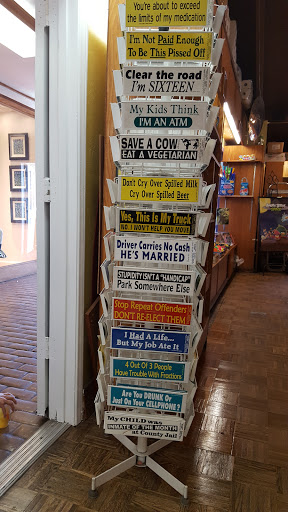 You're about to exceed
the limits of my medication
I'm Not Paid Enough
To Be This Pissed Off
Clear the road
I'm SIXTEEN
My Kids Think
I'M AN ATM
SAVE A COW
EAT A VEGETARIAN
Don't Cry Over Spilled Milk
Cry Over Spilled Beer
Yes, This Is My Truck
NO, I WON'T HELP YOU MOVE
Driver Carries No Cash
HE'S MARRIED
STUPIDITY ISN'T A "HANDICAP"
Park Somewhere Else
Stop Repeat Offenders
DON'T RE-ELECT THEM
I Had A Life...
But My Job Ate It
4 Out Of 3 People
Have Trouble With Fractions
Are You DRUNK Or
Just On Your CELLPHONE?
My CHILD was
INMATE OF THE MONTH
at County Jail